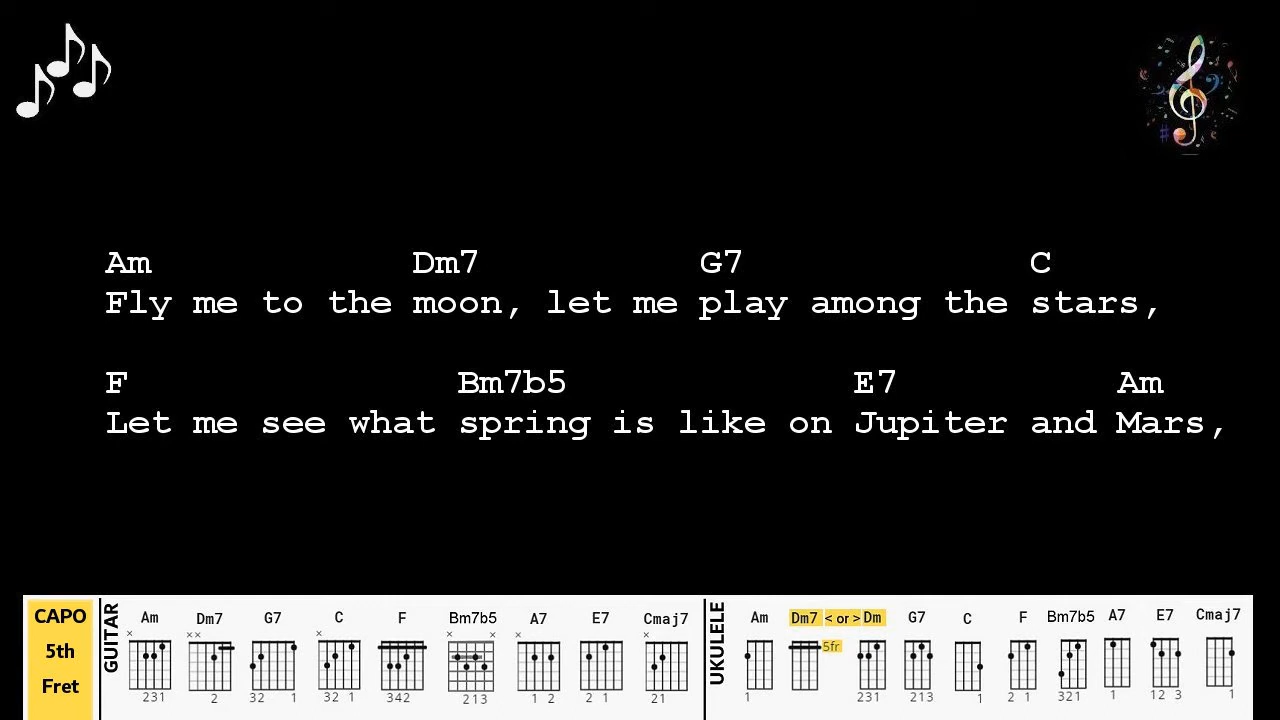 Am Dm7 G7 C
Fly me to the moon, let me play among the stars,
F Bm7b5 E7 Am
Let me see what spring is like on Jupiter and Mars,
CAPO
5th
Fret
GUITAR
Am Dm7 G7 C F Bm7b5 A7 E7 Cmaj7
x xx x x x x x
231 2 32 1 32 1 342 213 1 2 2 1 21
UKULELE
Am Dm7 < or > Dm G7 C F Bm7b5 A7 E7 Cmaj7
5fr
1 231 213 1 2 1 321 1 12 3 1